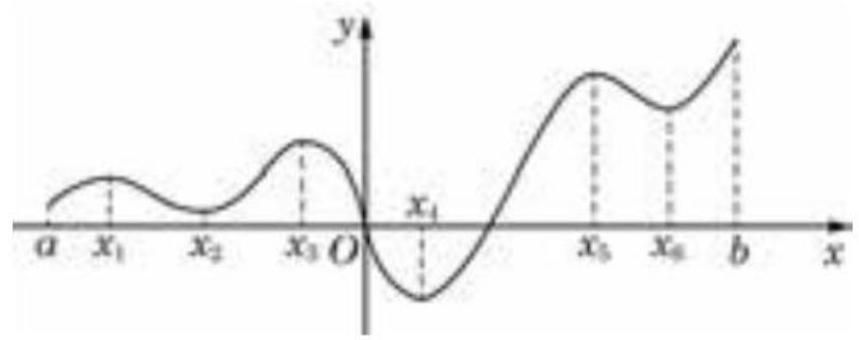 y
x₄
a x₁ x₂ x₃ O x₅ x₆ b x